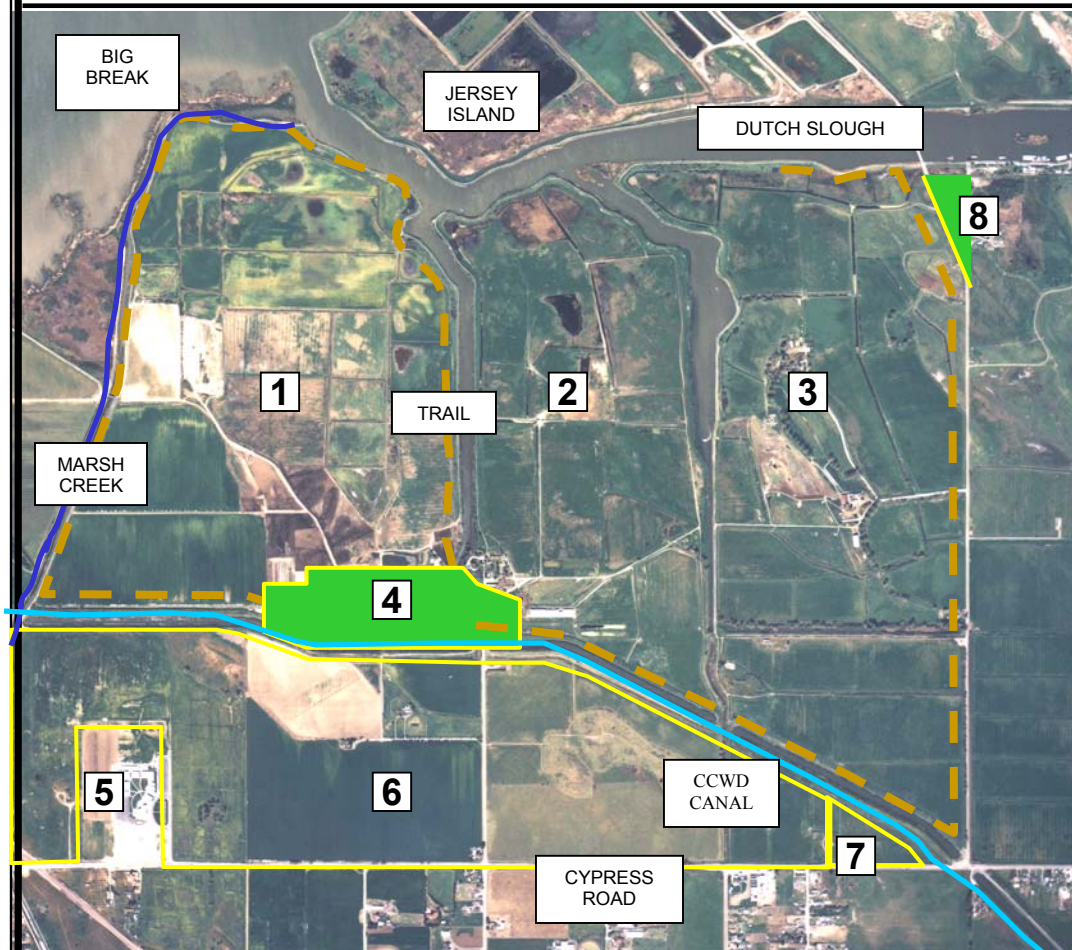 BIG
BREAK
JERSEY
ISLAND
DUTCH SLOUGH
8
1
2
3
TRAIL
MARSH
CREEK
4
5
6
CCWD
CANAL
7
CYPRESS
ROAD